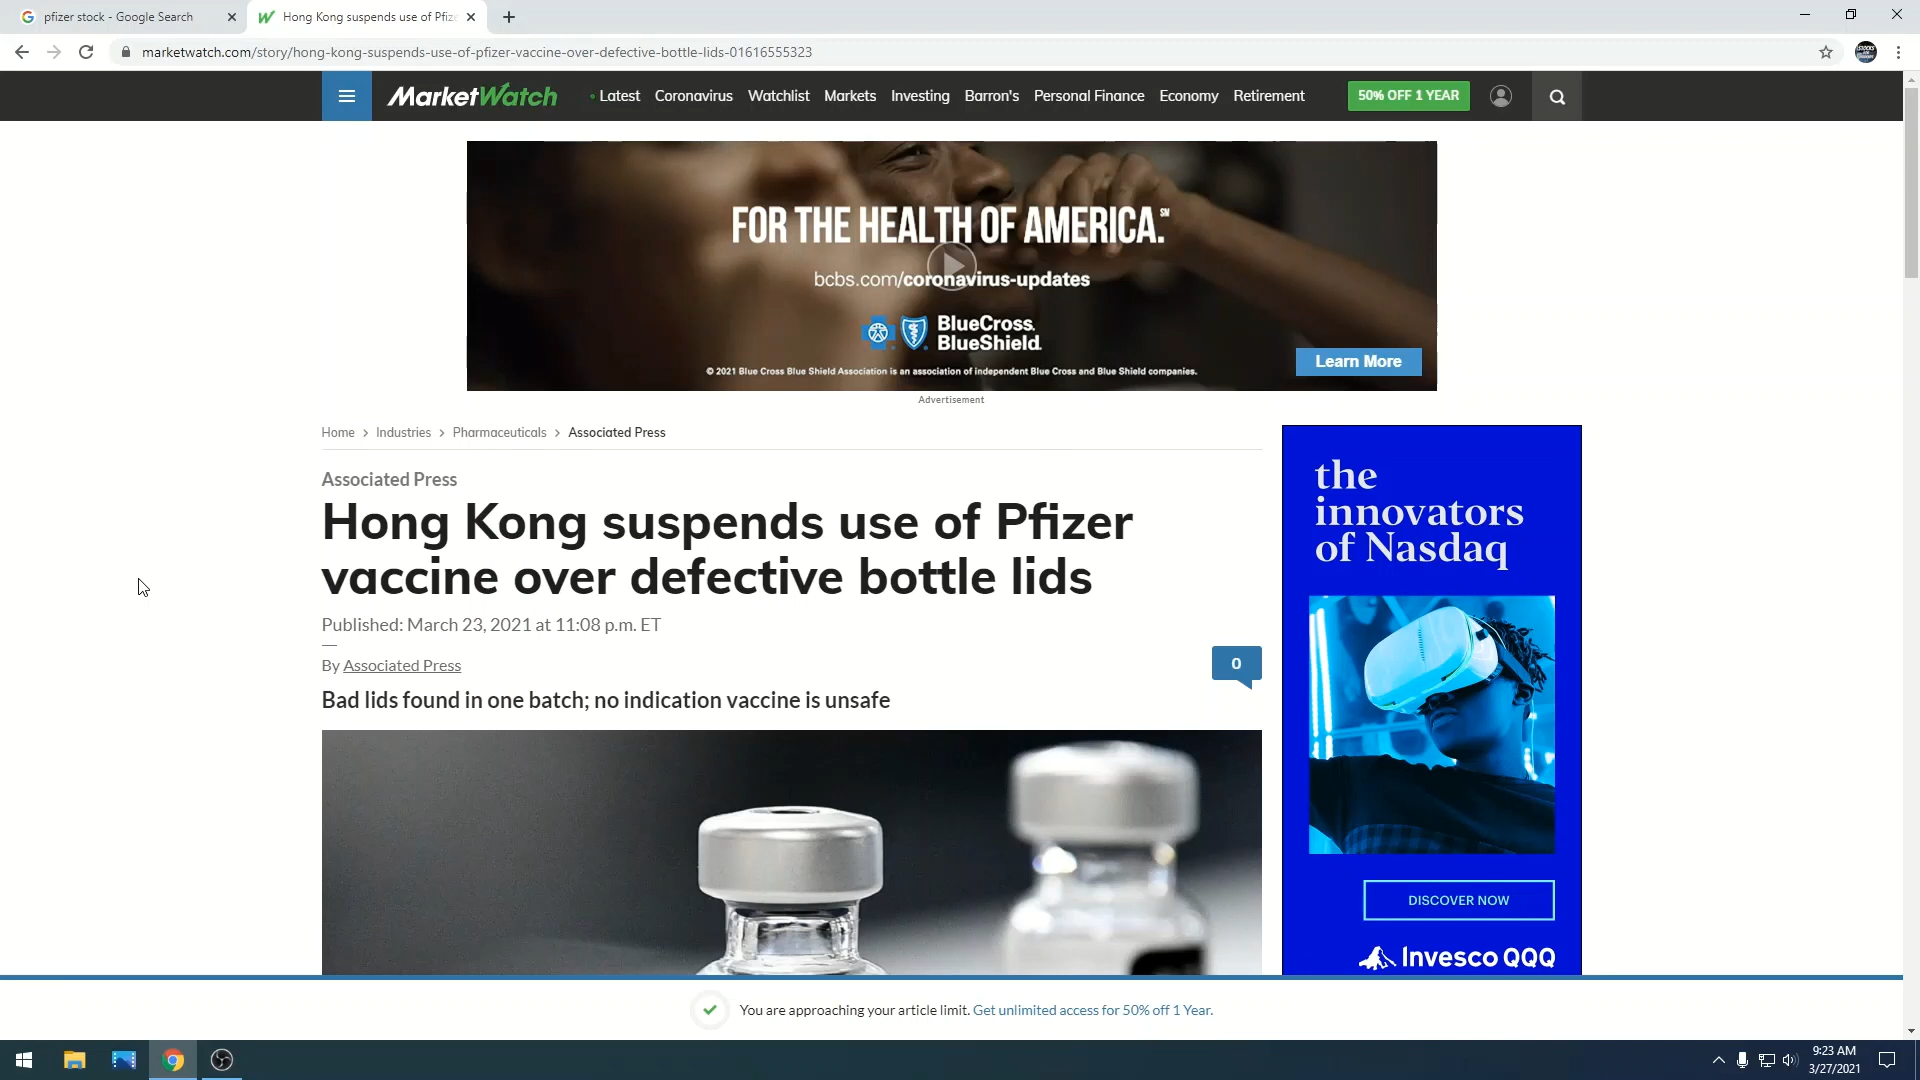 pfizer stock - Google Search
Hong Kong suspends use of Pfize
marketwatch.com/story/hong-kong-suspends-use-of-pfizer-vaccine-over-defective-bottle-lids-01616555323
MarketWatch
Latest Coronavirus Watchlist Markets Investing Barron's Personal Finance Economy Retirement
50% OFF 1 YEAR
FOR THE HEALTH OF AMERICA.℠
bcbs.com/coronavirus-updates
BlueCross
BlueShield
© 2021 Blue Cross Blue Shield Association is an association of independent Blue Cross and Blue Shield companies.
Learn More
Advertisement
Home > Industries > Pharmaceuticals > Associated Press
Associated Press
Hong Kong suspends use of Pfizer
vaccine over defective bottle lids
Published: March 23, 2021 at 11:08 p.m. ET
By Associated Press
0
Bad lids found in one batch; no indication vaccine is unsafe
the
innovators
of Nasdaq
DISCOVER NOW
Invesco QQQ
You are approaching your article limit. Get unlimited access for 50% off 1 Year.
9:23 AM
3/27/2021